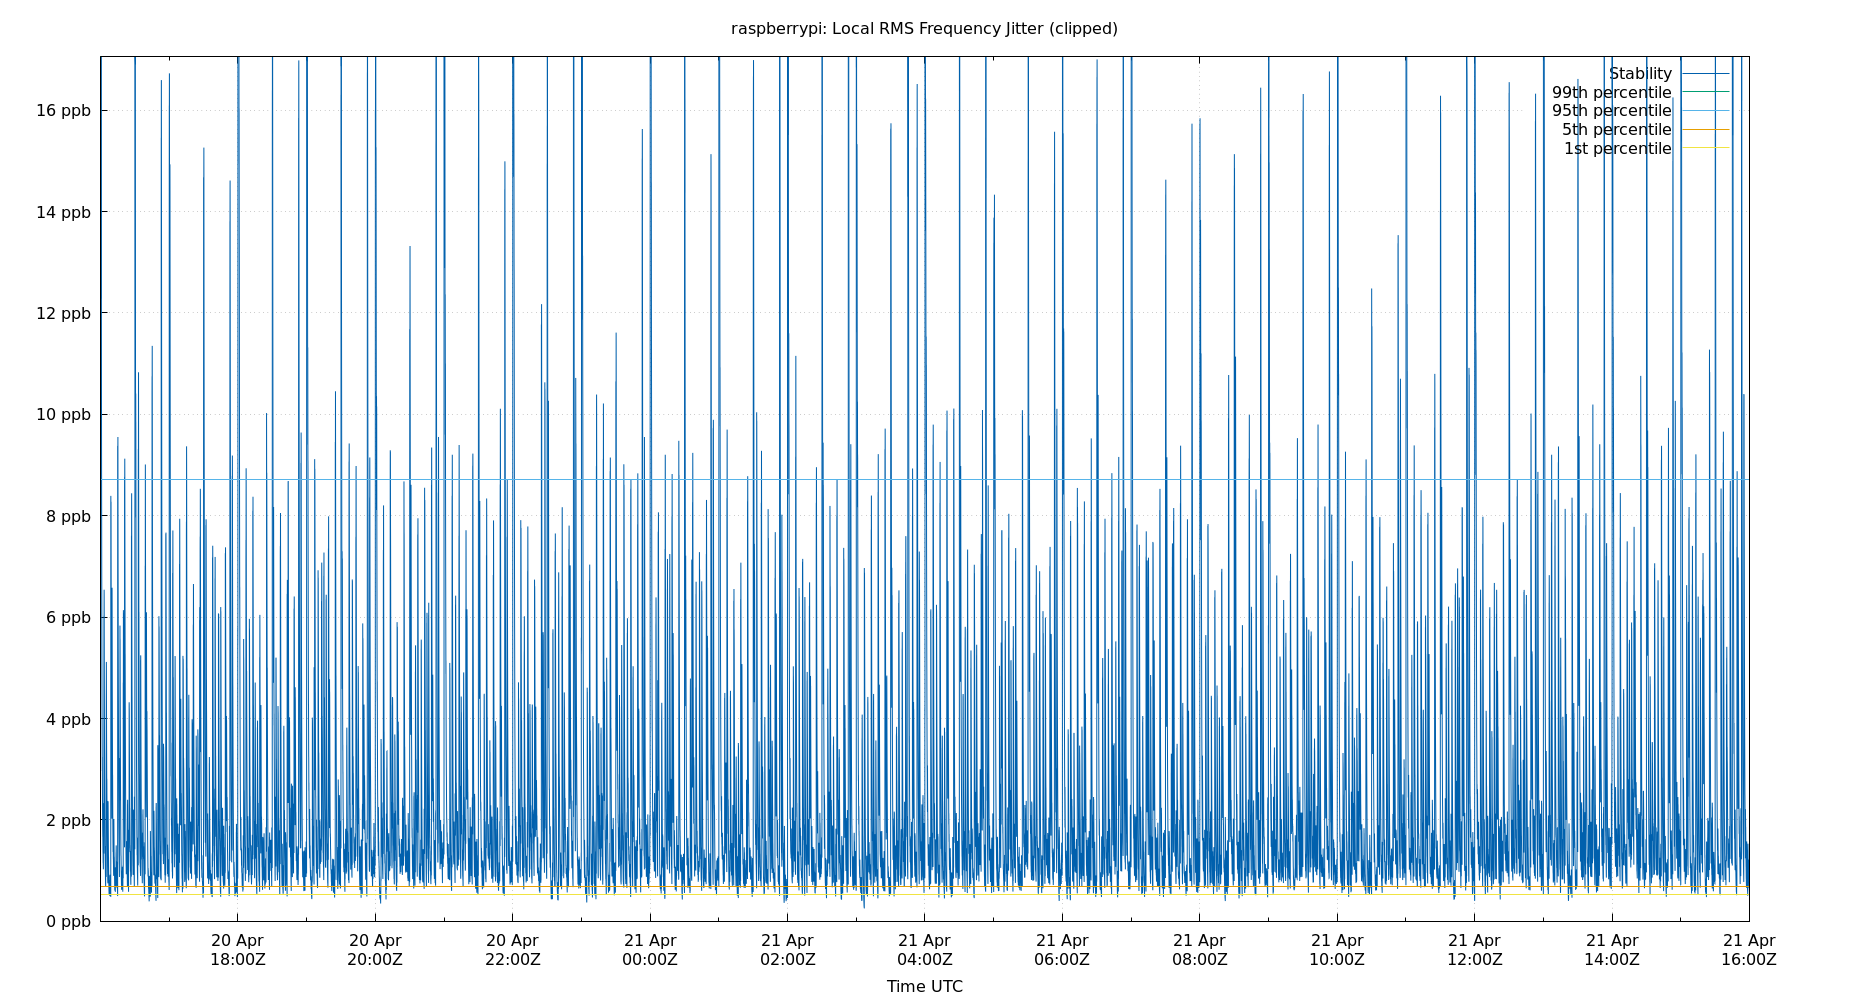 raspberrypi: Local RMS Frequency Jitter (clipped)
Stability
99th percentile
95th percentile
5th percentile
1st percentile
16 ppb
14 ppb
12 ppb
10 ppb
8 ppb
6 ppb
4 ppb
2 ppb
0 ppb
20 Apr 20 Apr 20 Apr 21 Apr 21 Apr 21 Apr 21 Apr 21 Apr 21 Apr 21 Apr 21 Apr 21 Apr
18:00Z 20:00Z 22:00Z 00:00Z 02:00Z 04:00Z 06:00Z 08:00Z 10:00Z 12:00Z 14:00Z 16:00Z
Time UTC